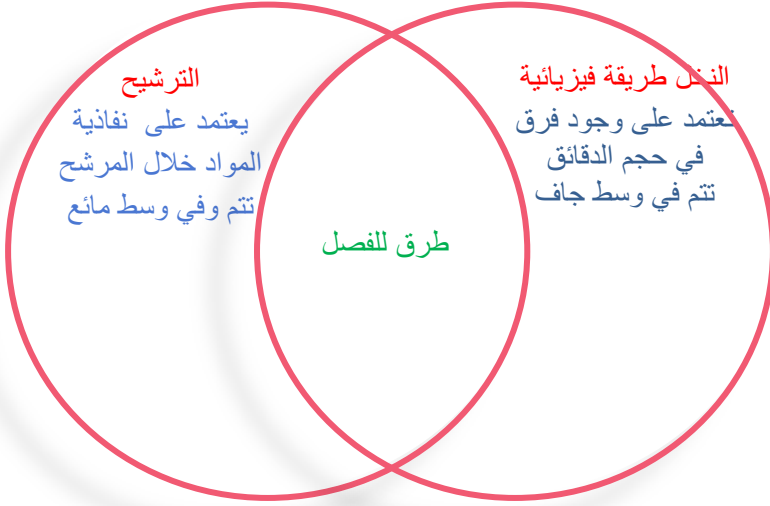 النخل طريقة فيزيائية
تعتمد على وجود فرق
في حجم الدقائق
تتم في وسط جاف
طرق للفصل
الترشيح
يعتمد على نفاذية
المواد خلال المرشح
تتم وفي وسط مائع